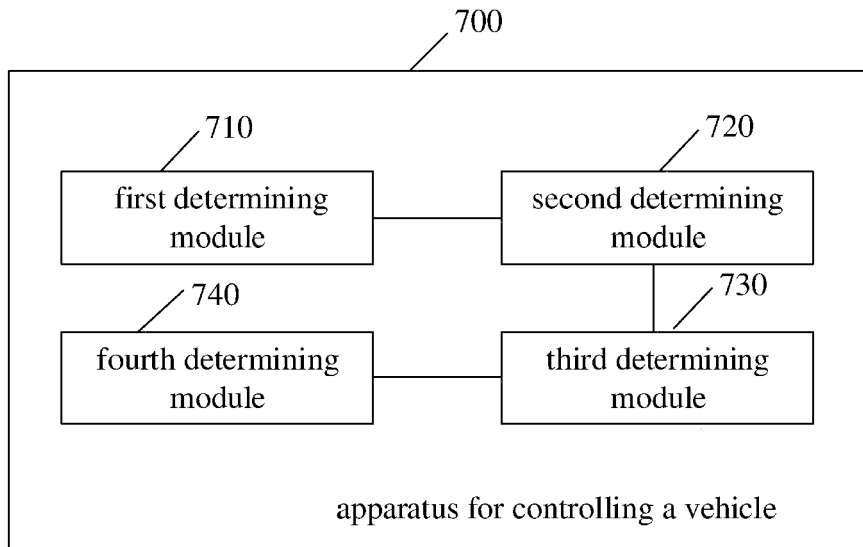 700
710
720
first determining
module
second determining
module
740
730
fourth determining
module
third determining
module
apparatus for controlling a vehicle